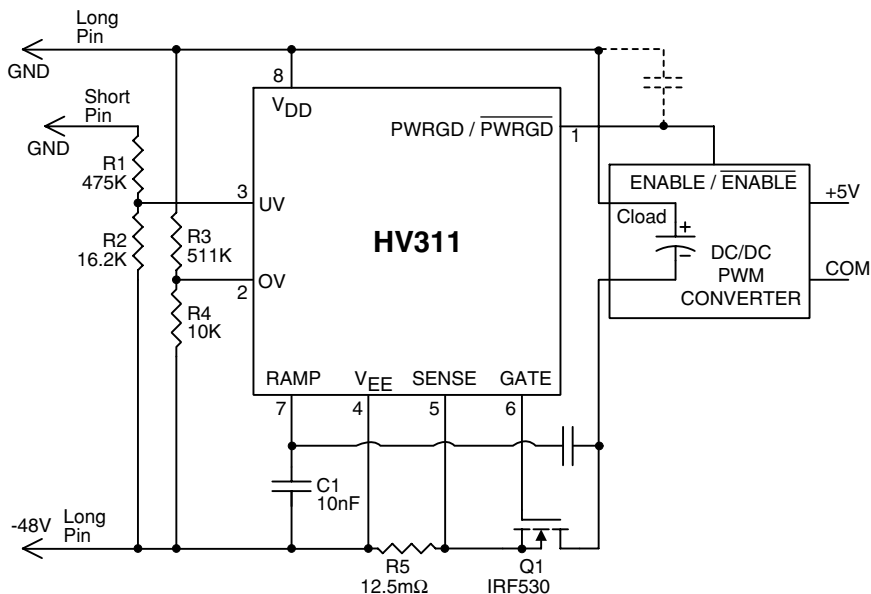 Long
Pin
GND
Short
Pin
GND
R1
475K
R2
16.2K
R3
511K
R4
10K
8
VDD
PWRGD / PWRGD
1
3
UV
HV311
2
OV
RAMP
VEE
SENSE
GATE
7
4
5
6
ENABLE / ENABLE
+5V
Cload
+
–
DC/DC
PWM
CONVERTER
COM
C1
10nF
-48V
Long
Pin
R5
12.5mΩ
Q1
IRF530